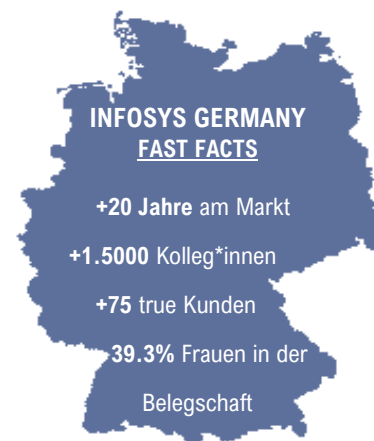 INFOSYS GERMANY
FAST FACTS
+20 Jahre am Markt
+1.5000 Kolleg*innen
+75 true Kunden
39.3% Frauen in der
Belegschaft